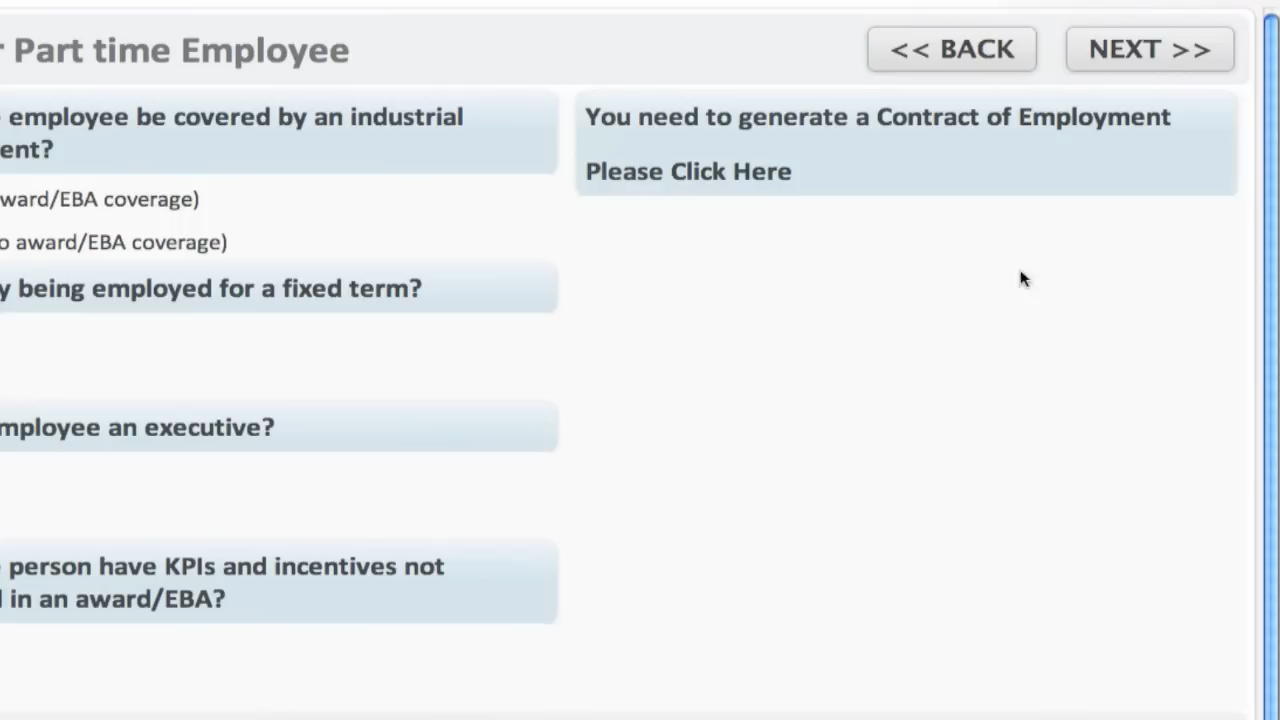 Part time Employee
<< BACK
NEXT >>
employee be covered by an industrial
ent?
ward/EBA coverage)
o award/EBA coverage)
y being employed for a fixed term?
mployee an executive?
person have KPIs and incentives not
in an award/EBA?
You need to generate a Contract of Employment
Please Click Here